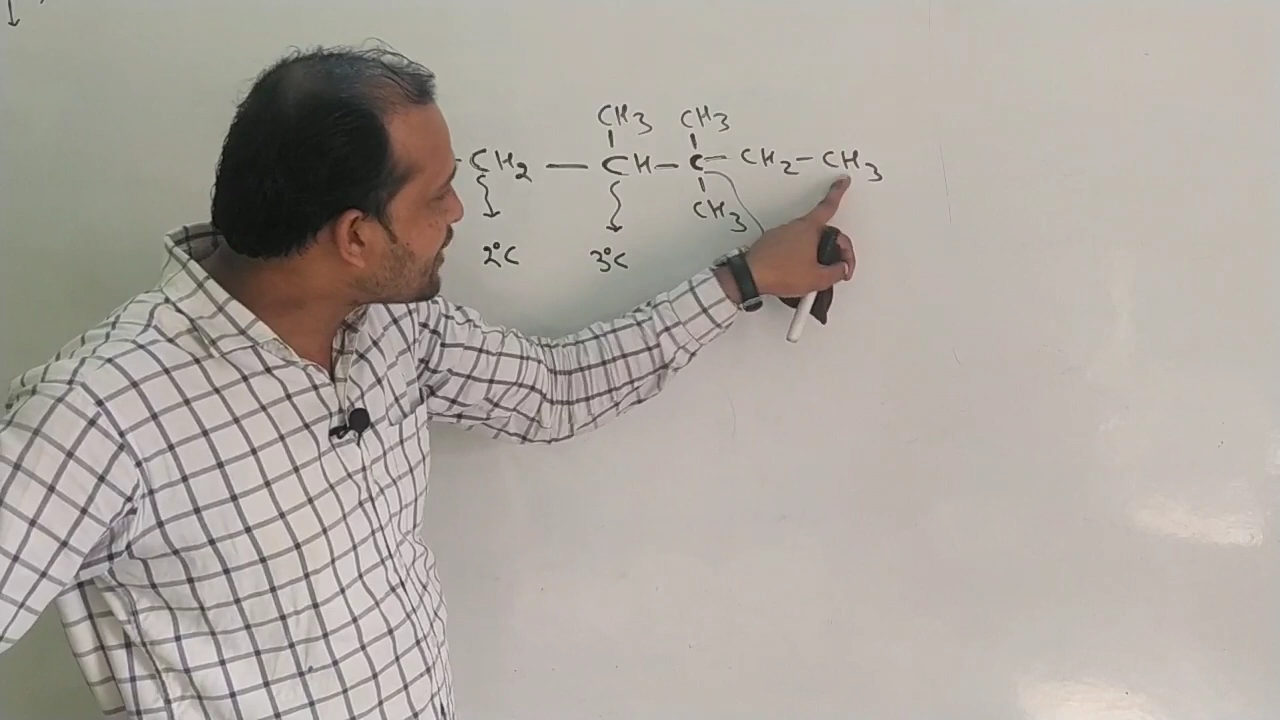 CH3 CH3
- CH2 — CH - C - CH2 - CH3
CH3
2°C 3°C